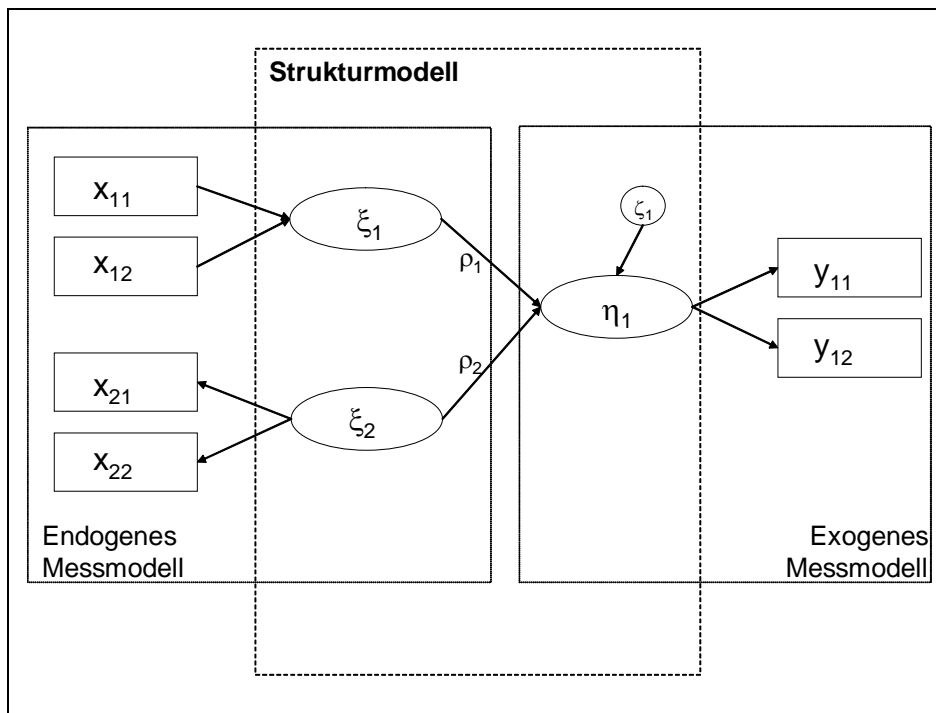 Strukturmodell
x₁₁
x₁₂
ξ₁
ρ₁
x₂₁
x₂₂
ξ₂
ρ₂
Endogenes
Messmodell
ζ₁
η₁
y₁₁
y₁₂
Exogenes
Messmodell